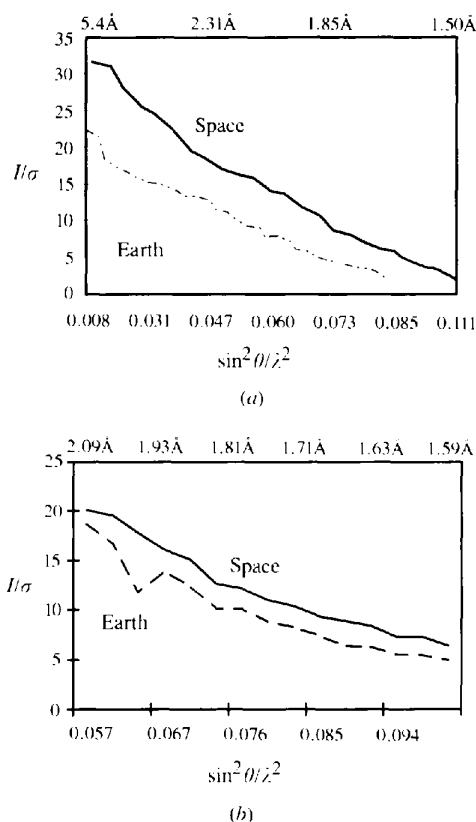 5.4Å 2.31Å 1.85Å 1.50Å
35
30
25
20
15
10
5
0
I/σ
Space
Earth
0.008 0.031 0.047 0.060 0.073 0.085 0.111
sin²θ/λ²
(a)
2.09Å 1.93Å 1.81Å 1.71Å 1.63Å 1.59Å
25
20
15
10
5
0
I/σ
Space
Earth
0.057 0.067 0.076 0.085 0.094
sin²θ/λ²
(b)